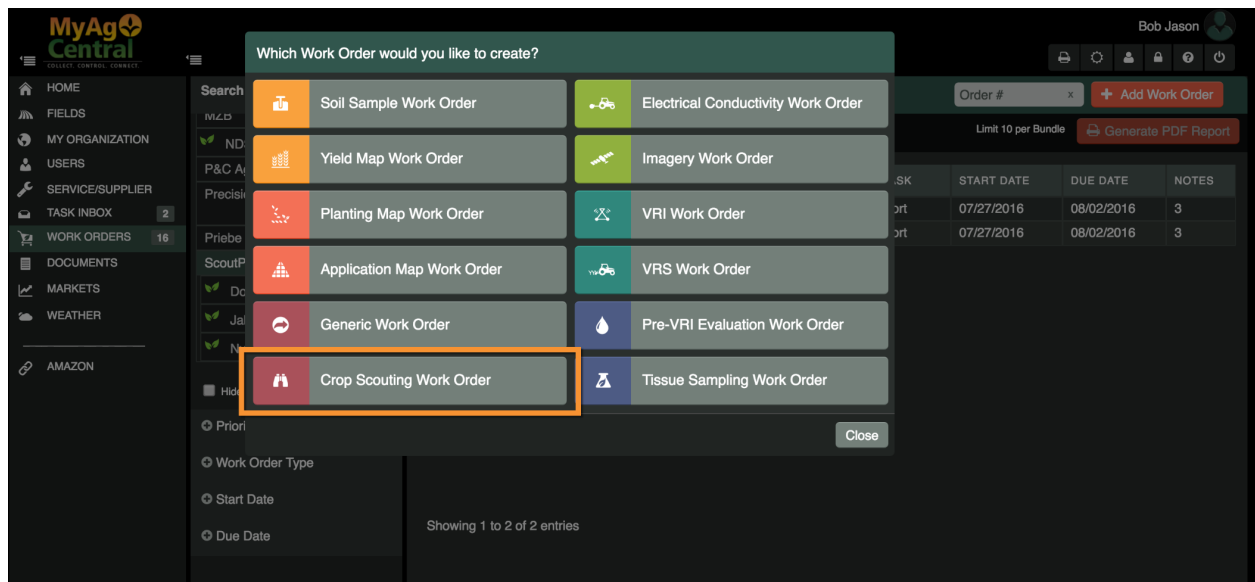 MyAg
Central
COLLECT. CONTROL. CONNECT.
Bob Jason
HOME
FIELDS
MY ORGANIZATION
USERS
SERVICE/SUPPLIER
TASK INBOX 2
WORK ORDERS 16
DOCUMENTS
MARKETS
WEATHER
AMAZON
Search
MZB
P&C
Priebe
Hide
Work Order Type
Start Date
Due Date
Which Work Order would you like to create?
Soil Sample Work Order
Electrical Conductivity Work Order
Yield Map Work Order
Imagery Work Order
Planting Map Work Order
VRI Work Order
Application Map Work Order
VRS Work Order
Generic Work Order
Pre-VRI Evaluation Work Order
Crop Scouting Work Order
Tissue Sampling Work Order
Close
Order # x + Add Work Order
Limit 10 per Bundle Generate PDF Report
START DATE DUE DATE NOTES
07/27/2016 08/02/2016 3
07/27/2016 08/02/2016 3
Showing 1 to 2 of 2 entries